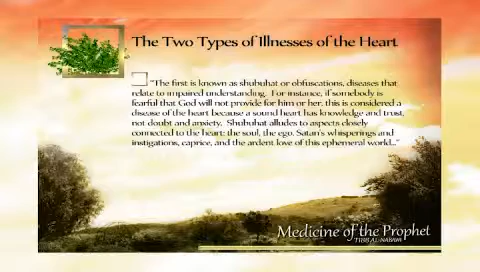 The Two Types of Illnesses of the Heart
"The first is known as shubuhat or obfuscations, diseases that
relate to impaired understanding. For instance, if somebody is
fearful that God will not provide for him or her, this is considered a
disease of the heart because a sound heart has knowledge and trust,
not doubt and anxiety. Shubuhat alludes to aspects closely
connected to the heart: the soul, the ego, Satan's whisperings and
instigations, caprice, and the ardent love of this ephemeral world..."
Medicine of the Prophet
TIBB AL-NABAWI